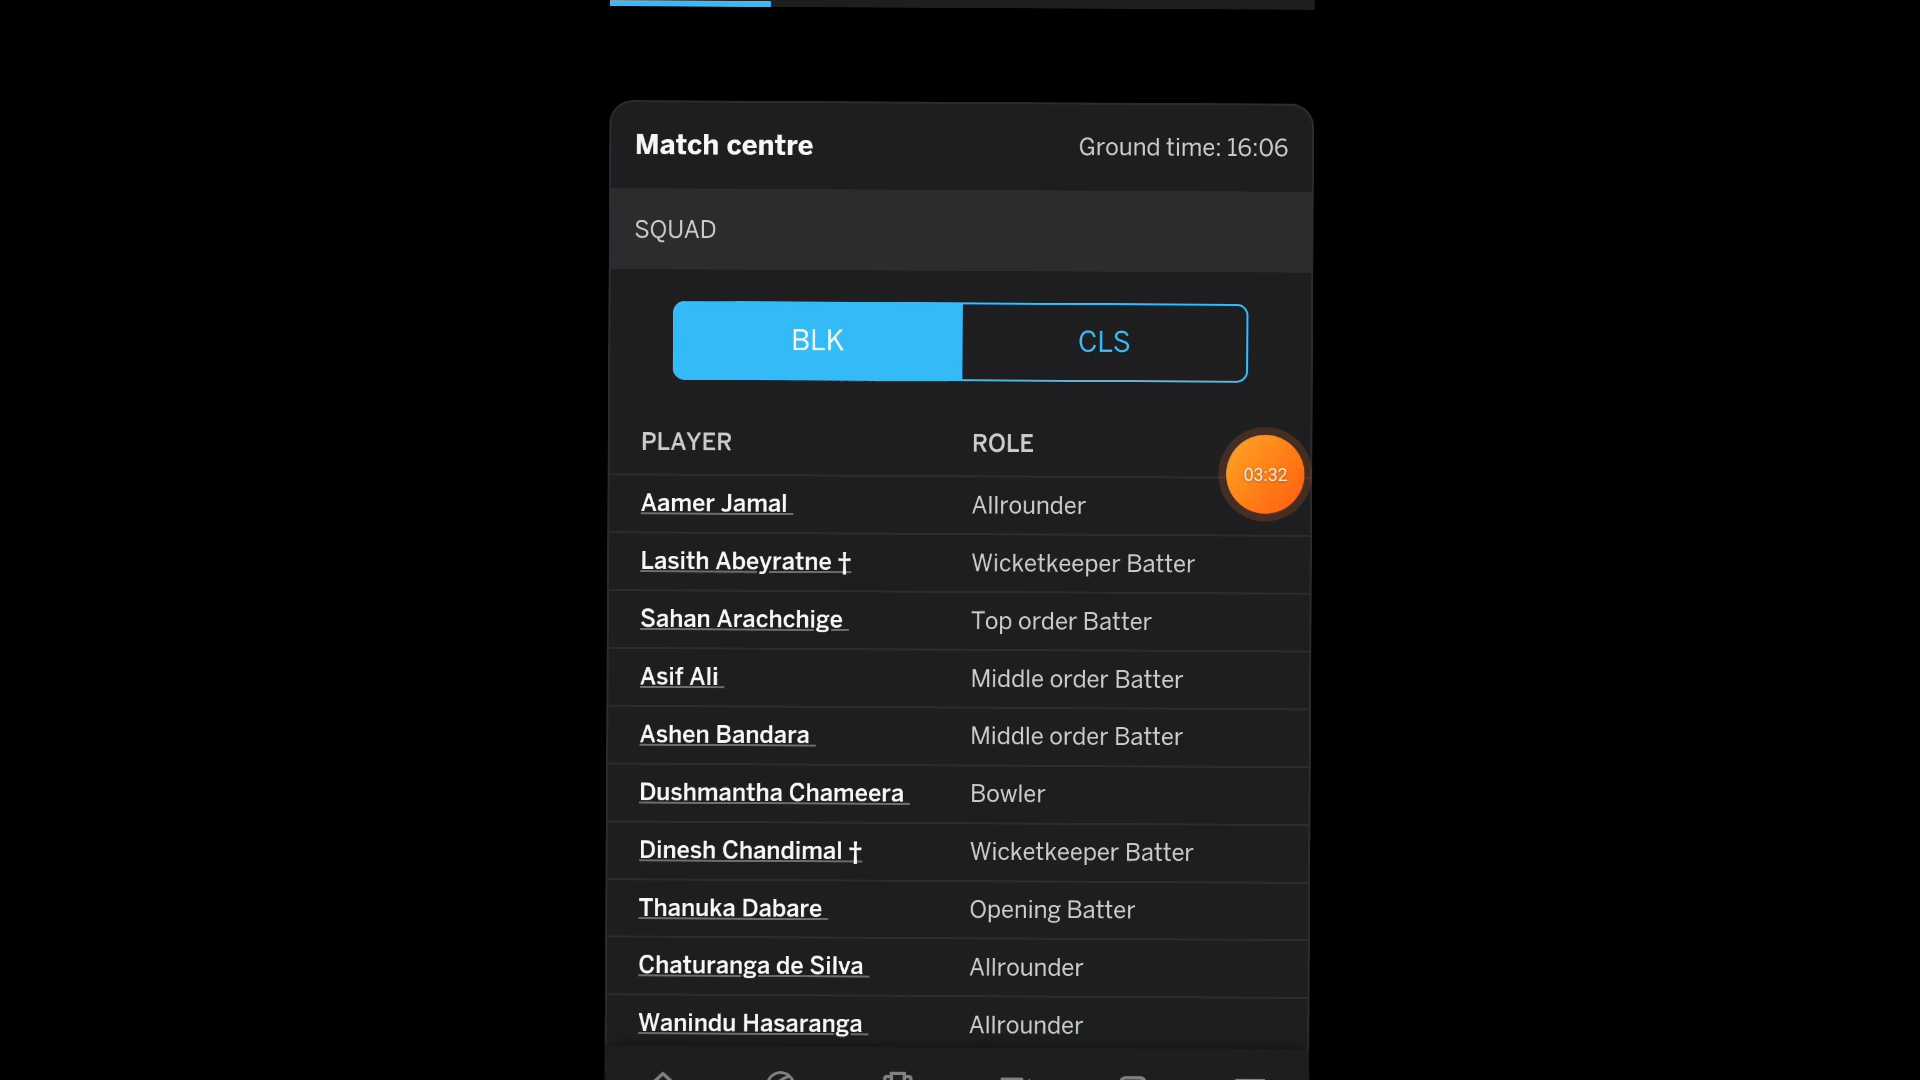 Match centre Ground time: 16:06
SQUAD
BLK CLS
PLAYER ROLE
03:32
Aamer Jamal Allrounder
Lasith Abeyratne † Wicketkeeper Batter
Sahan Arachchige Top order Batter
Asif Ali Middle order Batter
Ashen Bandara Middle order Batter
Dushmantha Chameera Bowler
Dinesh Chandimal † Wicketkeeper Batter
Thanuka Dabare Opening Batter
Chaturanga de Silva Allrounder
Wanindu Hasaranga Allrounder